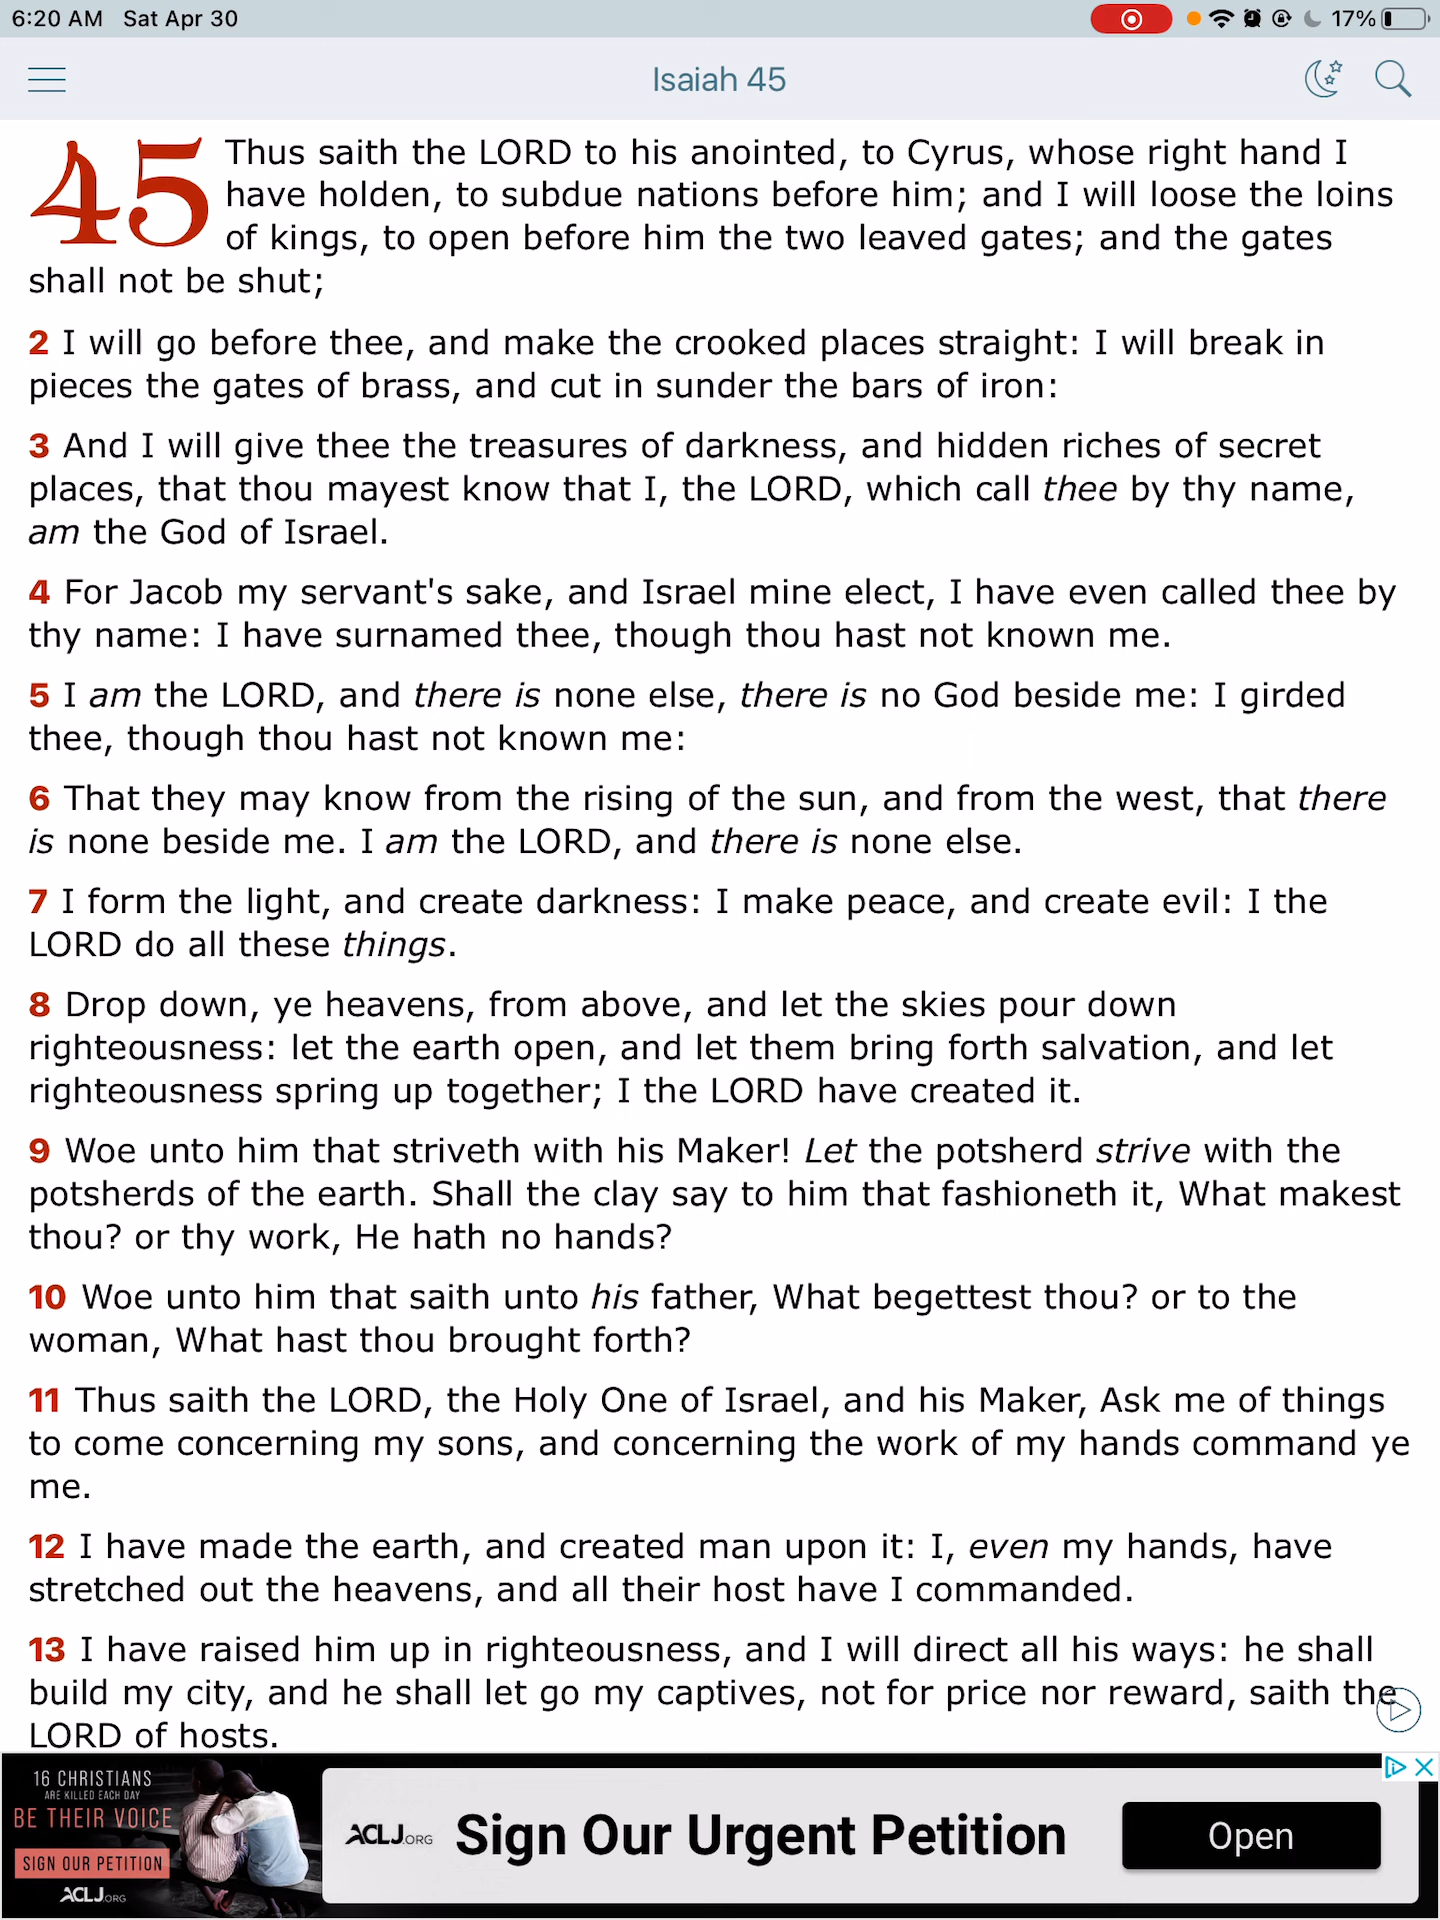 6:20 AM Sat Apr 30
17%
Isaiah 45
45 Thus saith the LORD to his anointed, to Cyrus, whose right hand I
have holden, to subdue nations before him; and I will loose the loins
of kings, to open before him the two leaved gates; and the gates
shall not be shut;
2 I will go before thee, and make the crooked places straight: I will break in
pieces the gates of brass, and cut in sunder the bars of iron:
3 And I will give thee the treasures of darkness, and hidden riches of secret
places, that thou mayest know that I, the LORD, which call thee by thy name,
am the God of Israel.
4 For Jacob my servant's sake, and Israel mine elect, I have even called thee by
thy name: I have surnamed thee, though thou hast not known me.
5 I am the LORD, and there is none else, there is no God beside me: I girded
thee, though thou hast not known me:
6 That they may know from the rising of the sun, and from the west, that there
is none beside me. I am the LORD, and there is none else.
7 I form the light, and create darkness: I make peace, and create evil: I the
LORD do all these things.
8 Drop down, ye heavens, from above, and let the skies pour down
righteousness: let the earth open, and let them bring forth salvation, and let
righteousness spring up together; I the LORD have created it.
9 Woe unto him that striveth with his Maker! Let the potsherd strive with the
potsherds of the earth. Shall the clay say to him that fashioneth it, What makest
thou? or thy work, He hath no hands?
10 Woe unto him that saith unto his father, What begettest thou? or to the
woman, What hast thou brought forth?
11 Thus saith the LORD, the Holy One of Israel, and his Maker, Ask me of things
to come concerning my sons, and concerning the work of my hands command ye
me.
12 I have made the earth, and created man upon it: I, even my hands, have
stretched out the heavens, and all their host have I commanded.
13 I have raised him up in righteousness, and I will direct all his ways: he shall
build my city, and he shall let go my captives, not for price nor reward, saith the
LORD of hosts.
16 CHRISTIANS
ARE KILLED EACH DAY
BE THEIR VOICE
SIGN OUR PETITION
ACLJ.ORG
ACLJ.ORG
Sign Our Urgent Petition
Open